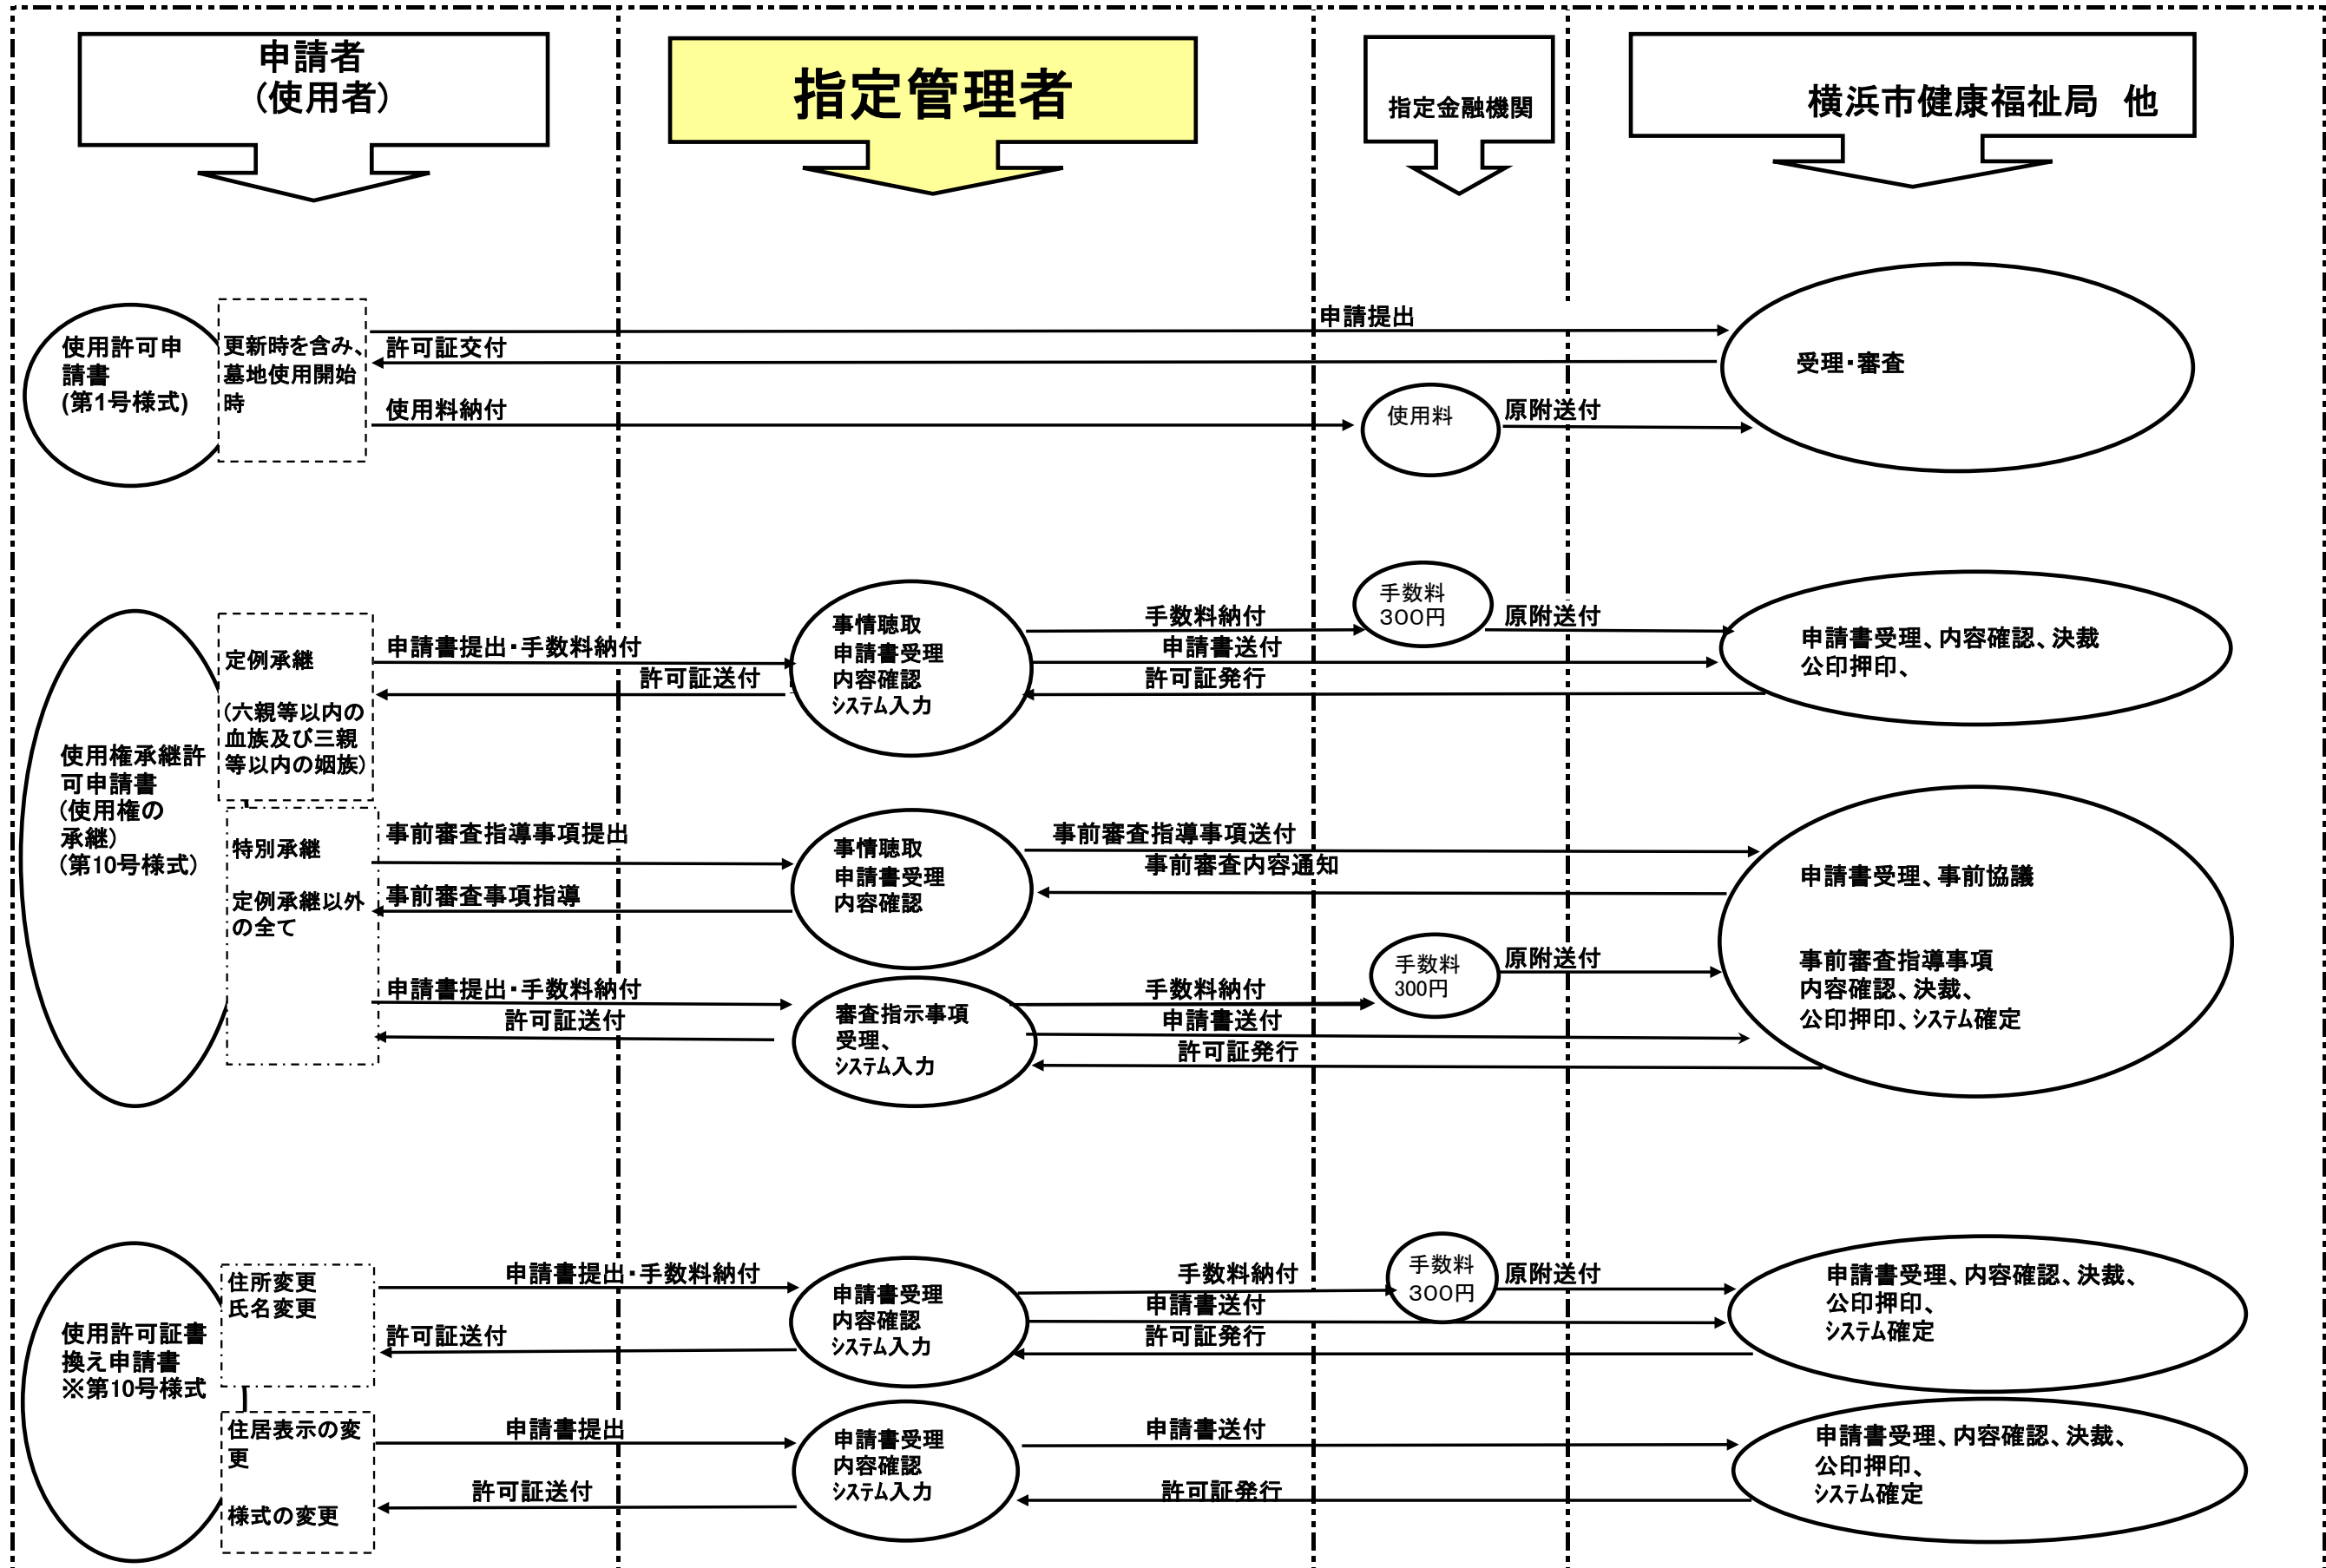 申請者
（使用者）
指定管理者
指定金融機関
横浜市健康福祉局　他
使用許可申
請書
(第1号様式)
更新時を含み、
墓地使用開始
時
申請提出
許可証交付
使用料納付
使用料
原附送付
受理・審査
使用権承継許
可申請書
（使用権の
承継）
（第10号様式）
定例承継
（六親等以内の
血族及び三親
等以内の姻族）
申請書提出・手数料納付
許可証送付
事情聴取
申請書受理
内容確認
システム入力
手数料納付
申請書送付
許可証発行
手数料
300円
原附送付
申請書受理、内容確認、決裁
公印押印、
特別承継
定例承継以外
の全て
事前審査指導事項提出
事前審査事項指導
事情聴取
申請書受理
内容確認
事前審査指導事項送付
事前審査内容通知
申請書受理、事前協議
事前審査指導事項
内容確認、決裁、
公印押印、システム確定
申請書提出・手数料納付
許可証送付
審査指示事項
受理、
システム入力
手数料納付
申請書送付
許可証発行
手数料
300円
原附送付
使用許可証書
換え申請書
※第10号様式
住所変更
氏名変更
申請書提出・手数料納付
許可証送付
申請書受理
内容確認
システム入力
手数料納付
申請書送付
許可証発行
手数料
300円
原附送付
申請書受理、内容確認、決裁、
公印押印、
システム確定
住居表示の変
更
様式の変更
申請書提出
許可証送付
申請書受理
内容確認
システム入力
申請書送付
許可証発行
申請書受理、内容確認、決裁、
公印押印、
システム確定